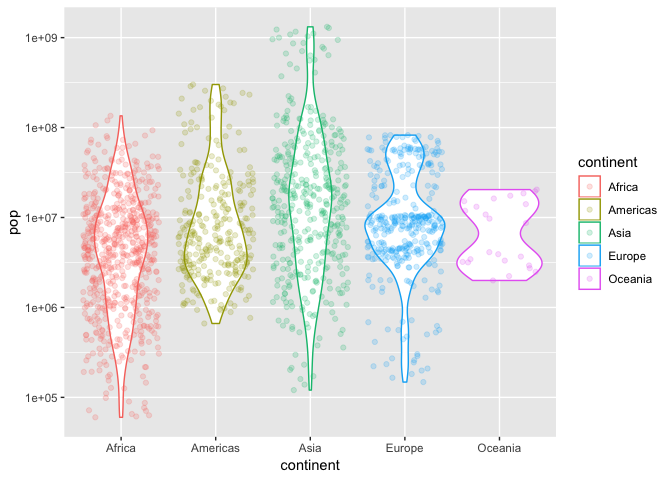 1e+09
1e+08
1e+07
1e+06
1e+05
pop
Africa Americas Asia Europe Oceania
continent
continent
Africa
Americas
Asia
Europe
Oceania